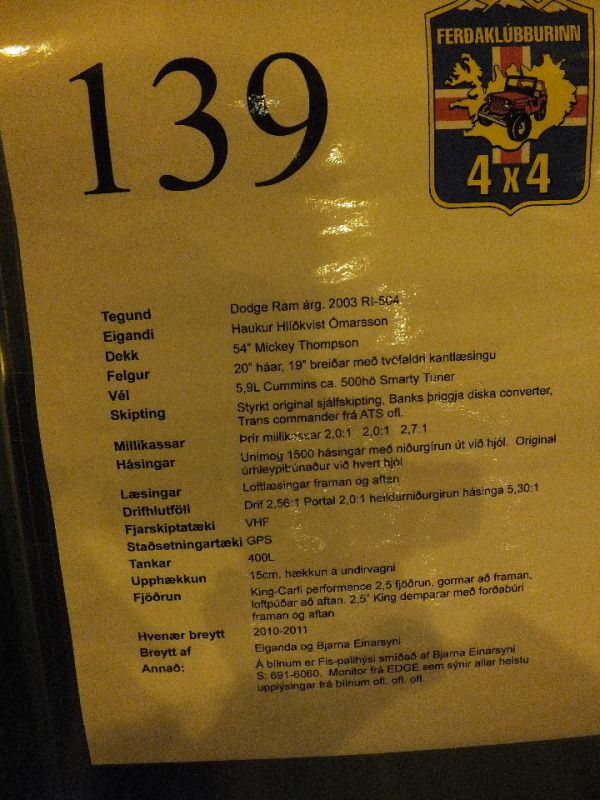 139
FERÐAKLÚBBURINN
4x4
Tegund Dodge Ram árg. 2003 RI-504
Eigandi Haukur Hlíðkvist Ómarsson
Dekk 54" Mickey Thompson
Felgur 20" háar, 19" breiðar með tvöfaldri kantlæsingu
Vél 5,9L Cummins ca. 500hö Smarty Tuner
Skipting Styrkt original sjálfskipting, Banks þriggja diska converter,
Trans commander frá ATS ofl.
Millikassar Þrír millikassar 2,0:1 2,0:1 2,7:1
Hásingar Unimog 1500 hásingar með niðurgírun út við hjól. Original
úrhleypibúnaður við hvert hjól
Læsingar Loftlæsingar framan og aftan
Drifhlutföll Drif 2,56:1 Portal 2,0:1 heildarniðurgírun hásinga 5,30:1
Fjarskiptatæki VHF
Staðsetningartæki GPS
Tankar 400L
Upphækkun 15cm. hækkun á undirvagni
Fjöðrun King-Carli performance 2,5 fjöðrun, gormar að framan,
loftpúðar að aftan. 2,5" King demparar með forðabúri
framan og aftan
Hvenær breytt 2010-2011
Breytt af Eiganda og Bjarna Einarsyni
Annað: Á bílnum er Fis-pallhýsi smíðað af Bjarna Einarsyni
S: 691-6060. Monitor frá EDGE sem sýnir allar helstu
upplýsingar frá bílnum ofl. ofl. ofl.